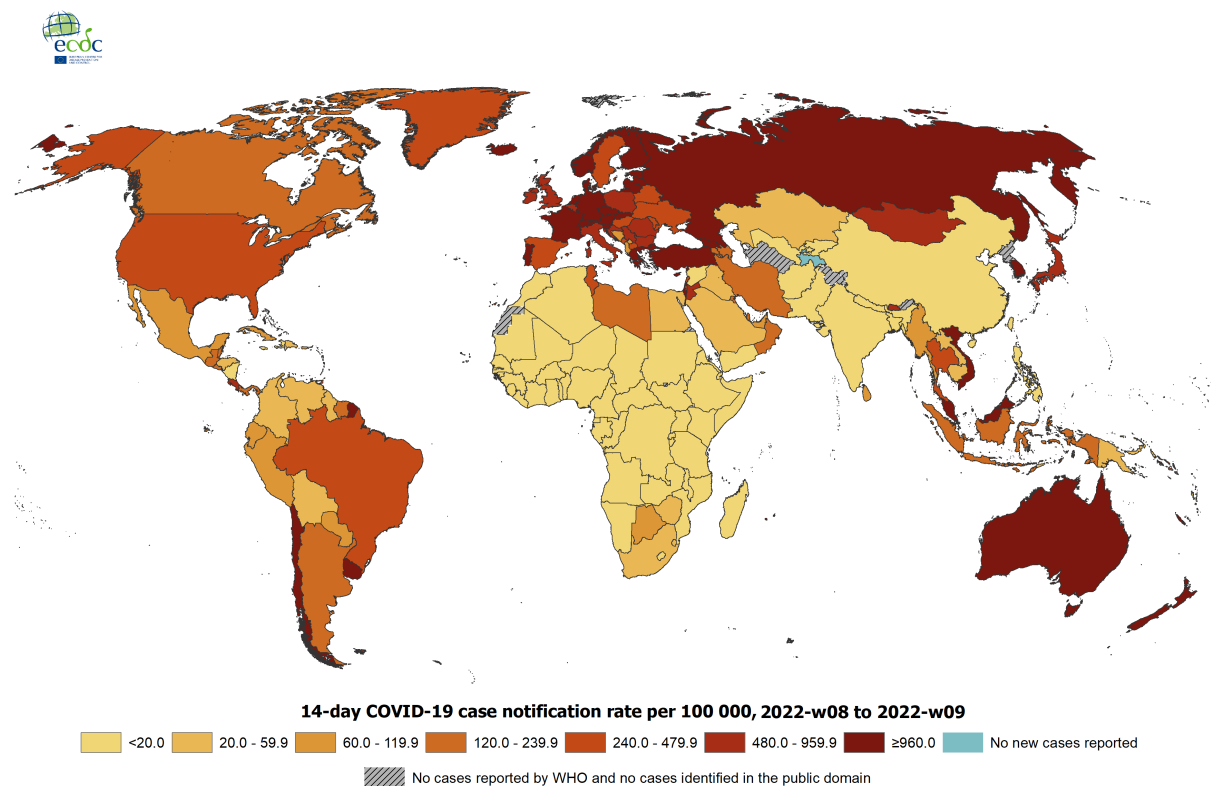 ecdc
14-day COVID-19 case notification rate per 100 000, 2022-w08 to 2022-w09
<20.0 20.0 - 59.9 60.0 - 119.9 120.0 - 239.9 240.0 - 479.9 480.0 - 959.9 ≥960.0 No new cases reported
No cases reported by WHO and no cases identified in the public domain